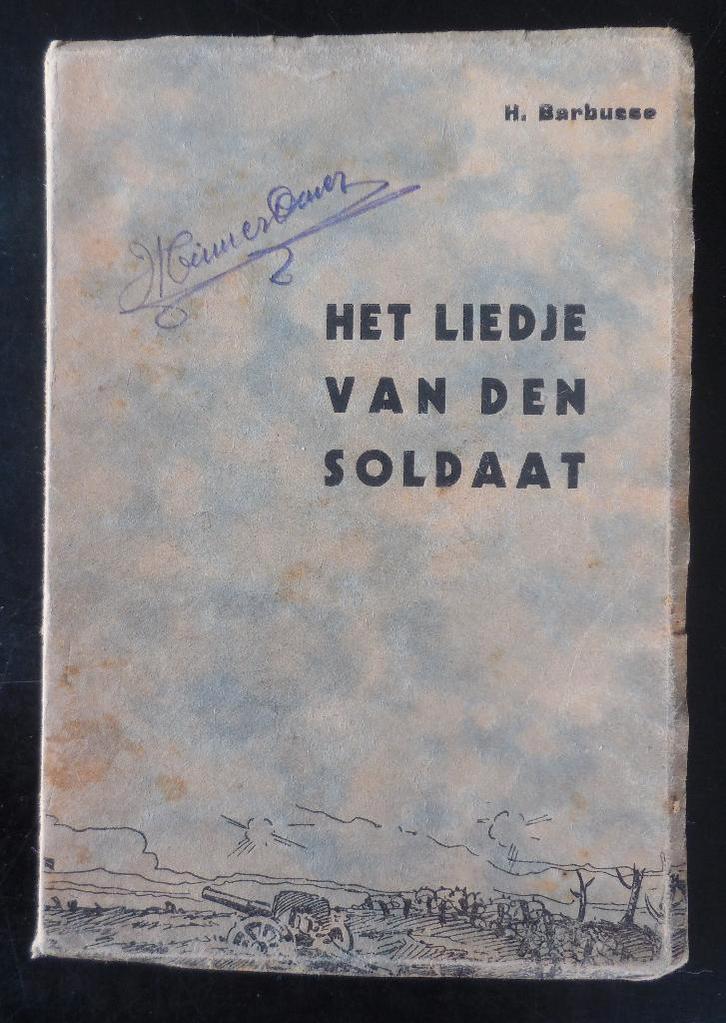 H. Barbusse
HET LIEDJE
VAN DEN
SOLDAAT